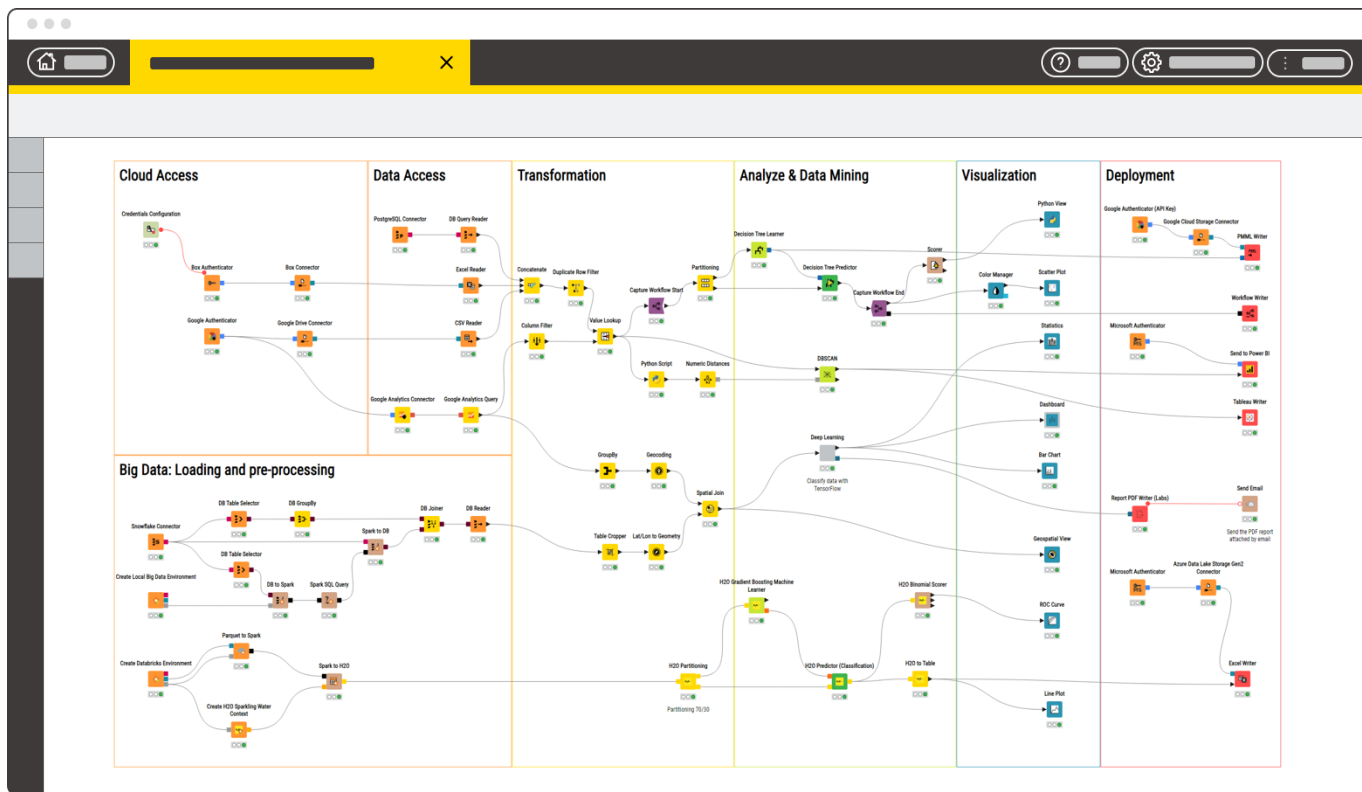 Cloud Access
Data Access
Transformation
Analyze & Data Mining
Visualization
Deployment
Credentials Configuration
Box Authenticator
Box Connector
Google Authenticator
Google Drive Connector
PostgreSQL Connector
DB Query Reader
Excel Reader
CSV Reader
Google Analytics Connector
Google Analytics Query
Concatenate
Duplicate Row Filter
Column Filter
Value Lookup
Capture Workflow Start
Partitioning
Python Script
Numeric Distances
GroupBy
Geocoding
Spatial Join
Table Cropper
Lat/Lon to Geometry
Decision Tree Learner
Decision Tree Predictor
Capture Workflow End
Scorer
DBSCAN
Deep Learning
Classify data with
TensorFlow
Python View
Color Manager
Scatter Plot
Statistics
Dashboard
Bar Chart
Geospatial View
ROC Curve
Line Plot
Google Authenticator (API Key)
Google Cloud Storage Connector
PMML Writer
Workflow Writer
Microsoft Authenticator
Send to Power BI
Tableau Writer
Report PDF Writer (Labs)
Send Email
Send the PDF report
attached by email
Microsoft Authenticator
Azure Data Lake Storage Gen2
Connector
Excel Writer
Big Data: Loading and pre-processing
Snowflake Connector
DB Table Selector
DB GroupBy
DB Joiner
DB Reader
Spark to DB
DB Table Selector
DB to Spark
Spark SQL Query
Create Local Big Data Environment
Create Databricks Environment
Parquet to Spark
Spark to H2O
Create H2O Sparkling Water
Context
H2O Partitioning
Partitioning 70/30
H2O Gradient Boosting Machine
Learner
H2O Predictor (Classification)
H2O Binomial Scorer
H2O to Table